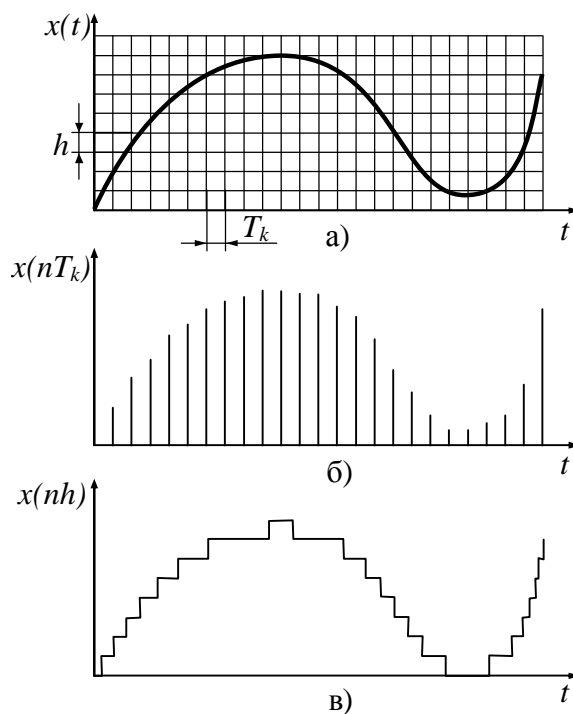 x(t)
h
T_k
t
а)
x(nT_k)
t
б)
x(nh)
t
в)